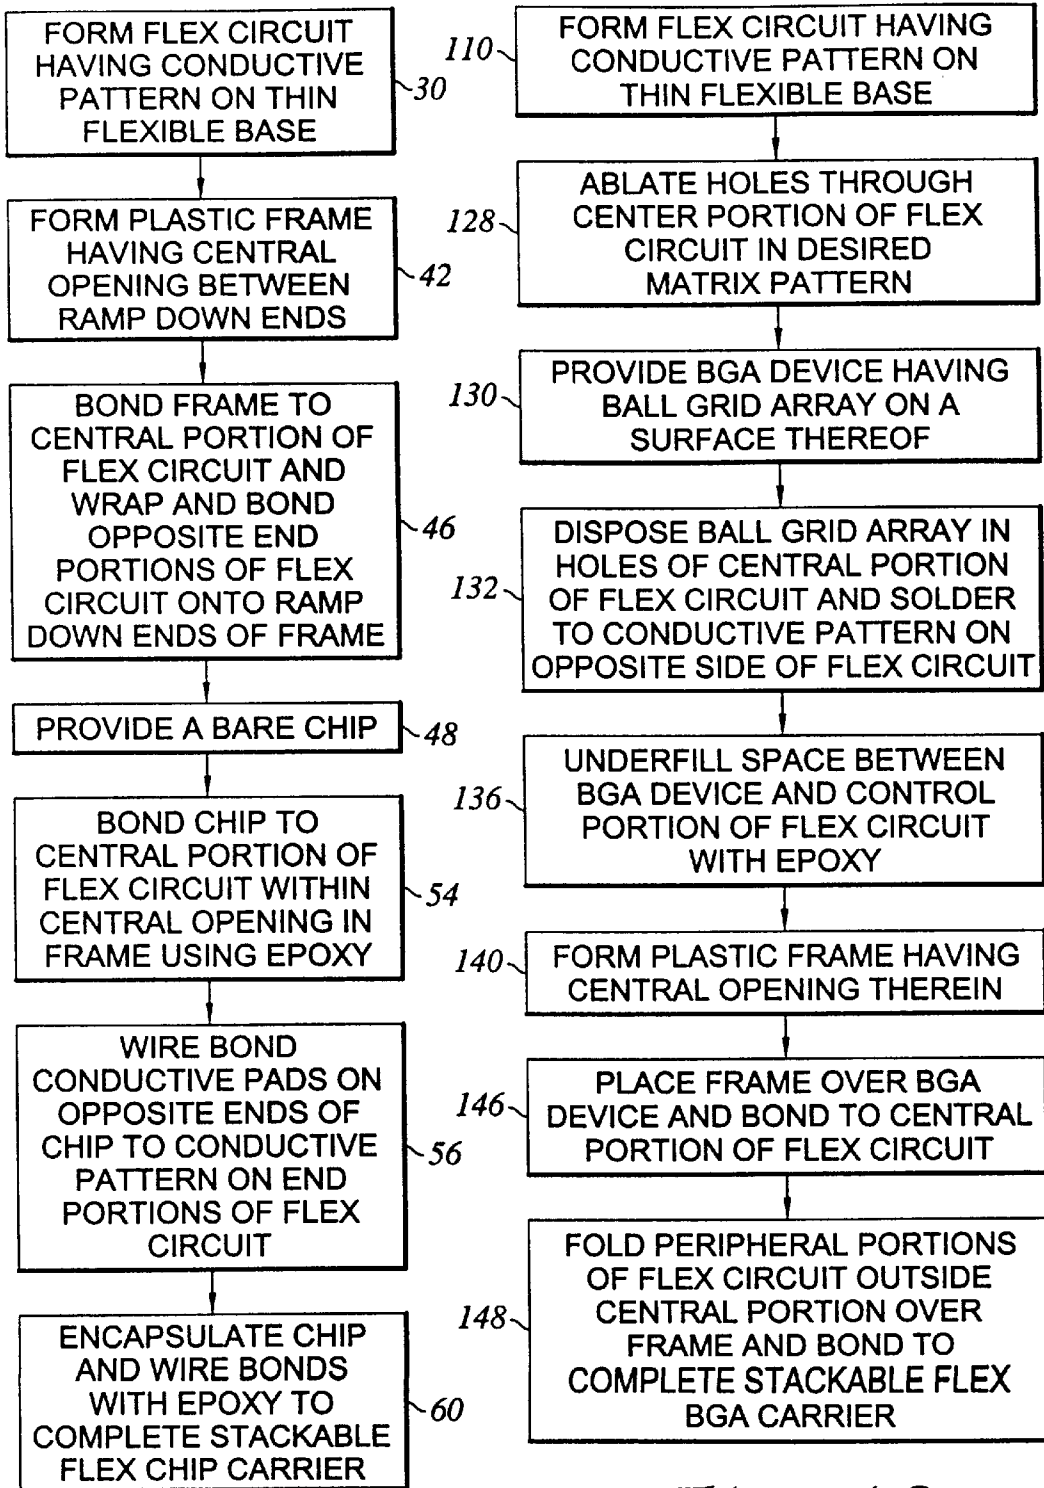 FORM FLEX CIRCUIT
HAVING CONDUCTIVE
PATTERN ON THIN
FLEXIBLE BASE
30
FORM PLASTIC FRAME
HAVING CENTRAL
OPENING BETWEEN
RAMP DOWN ENDS
42
BOND FRAME TO
CENTRAL PORTION OF
FLEX CIRCUIT AND
WRAP AND BOND
OPPOSITE END
PORTIONS OF FLEX
CIRCUIT ONTO RAMP
DOWN ENDS OF FRAME
46
PROVIDE A BARE CHIP
48
BOND CHIP TO
CENTRAL PORTION OF
FLEX CIRCUIT WITHIN
CENTRAL OPENING IN
FRAME USING EPOXY
54
WIRE BOND
CONDUCTIVE PADS ON
OPPOSITE ENDS OF
CHIP TO CONDUCTIVE
PATTERN ON END
PORTIONS OF FLEX
CIRCUIT
56
ENCAPSULATE CHIP
AND WIRE BONDS
WITH EPOXY TO
COMPLETE STACKABLE
FLEX CHIP CARRIER
60
110
FORM FLEX CIRCUIT HAVING
CONDUCTIVE PATTERN ON
THIN FLEXIBLE BASE
128
ABLATE HOLES THROUGH
CENTER PORTION OF FLEX
CIRCUIT IN DESIRED
MATRIX PATTERN
130
PROVIDE BGA DEVICE HAVING
BALL GRID ARRAY ON A
SURFACE THEREOF
132
DISPOSE BALL GRID ARRAY IN
HOLES OF CENTRAL PORTION
OF FLEX CIRCUIT AND SOLDER
TO CONDUCTIVE PATTERN ON
OPPOSITE SIDE OF FLEX CIRCUIT
136
UNDERFILL SPACE BETWEEN
BGA DEVICE AND CONTROL
PORTION OF FLEX CIRCUIT
WITH EPOXY
140
FORM PLASTIC FRAME HAVING
CENTRAL OPENING THEREIN
146
PLACE FRAME OVER BGA
DEVICE AND BOND TO CENTRAL
PORTION OF FLEX CIRCUIT
148
FOLD PERIPHERAL PORTIONS
OF FLEX CIRCUIT OUTSIDE
CENTRAL PORTION OVER
FRAME AND BOND TO
COMPLETE STACKABLE FLEX
BGA CARRIER